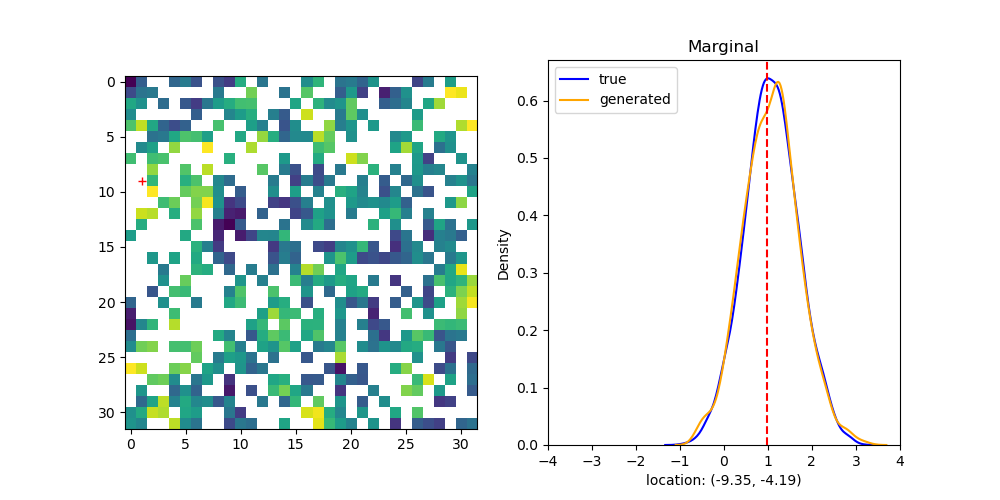 0
5
10
15
20
25
30
0 5 10 15 20 25 30
Marginal
true
generated
Density
0.0
0.1
0.2
0.3
0.4
0.5
0.6
−4 −3 −2 −1 0 1 2 3 4
location: (-9.35, -4.19)